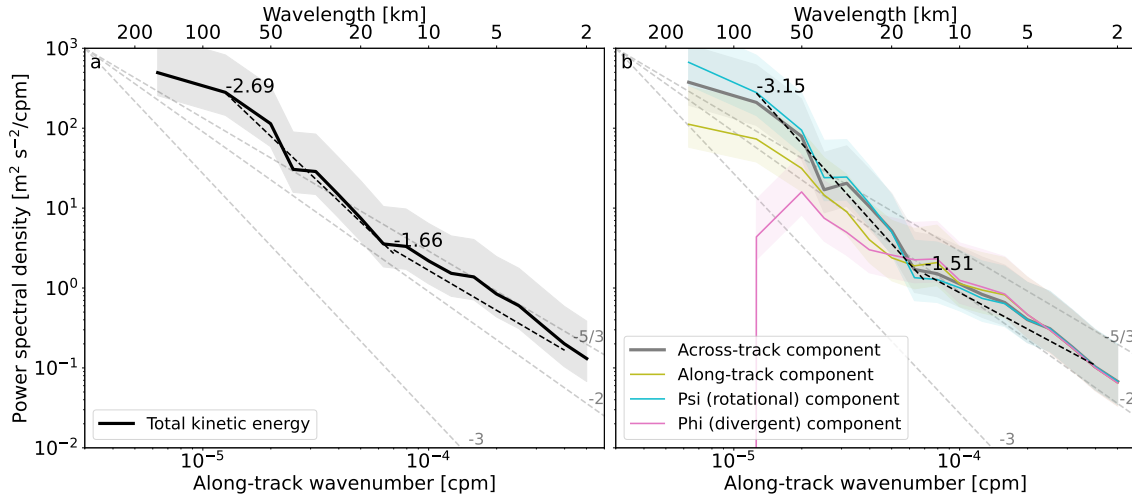 Wavelength [km]
200 100 50 20 10 5 2
Wavelength [km]
200 100 50 20 10 5 2
Power spectral density [m² s⁻²/cpm]
10³
10²
10¹
10⁰
10⁻¹
10⁻²
a
-2.69
-1.66
-5/3
-2
-3
Total kinetic energy
10⁻⁵ 10⁻⁴
Along-track wavenumber [cpm]
b
-3.15
-1.51
-5/3
-2
-3
Across-track component
Along-track component
Psi (rotational) component
Phi (divergent) component
10⁻⁵ 10⁻⁴
Along-track wavenumber [cpm]